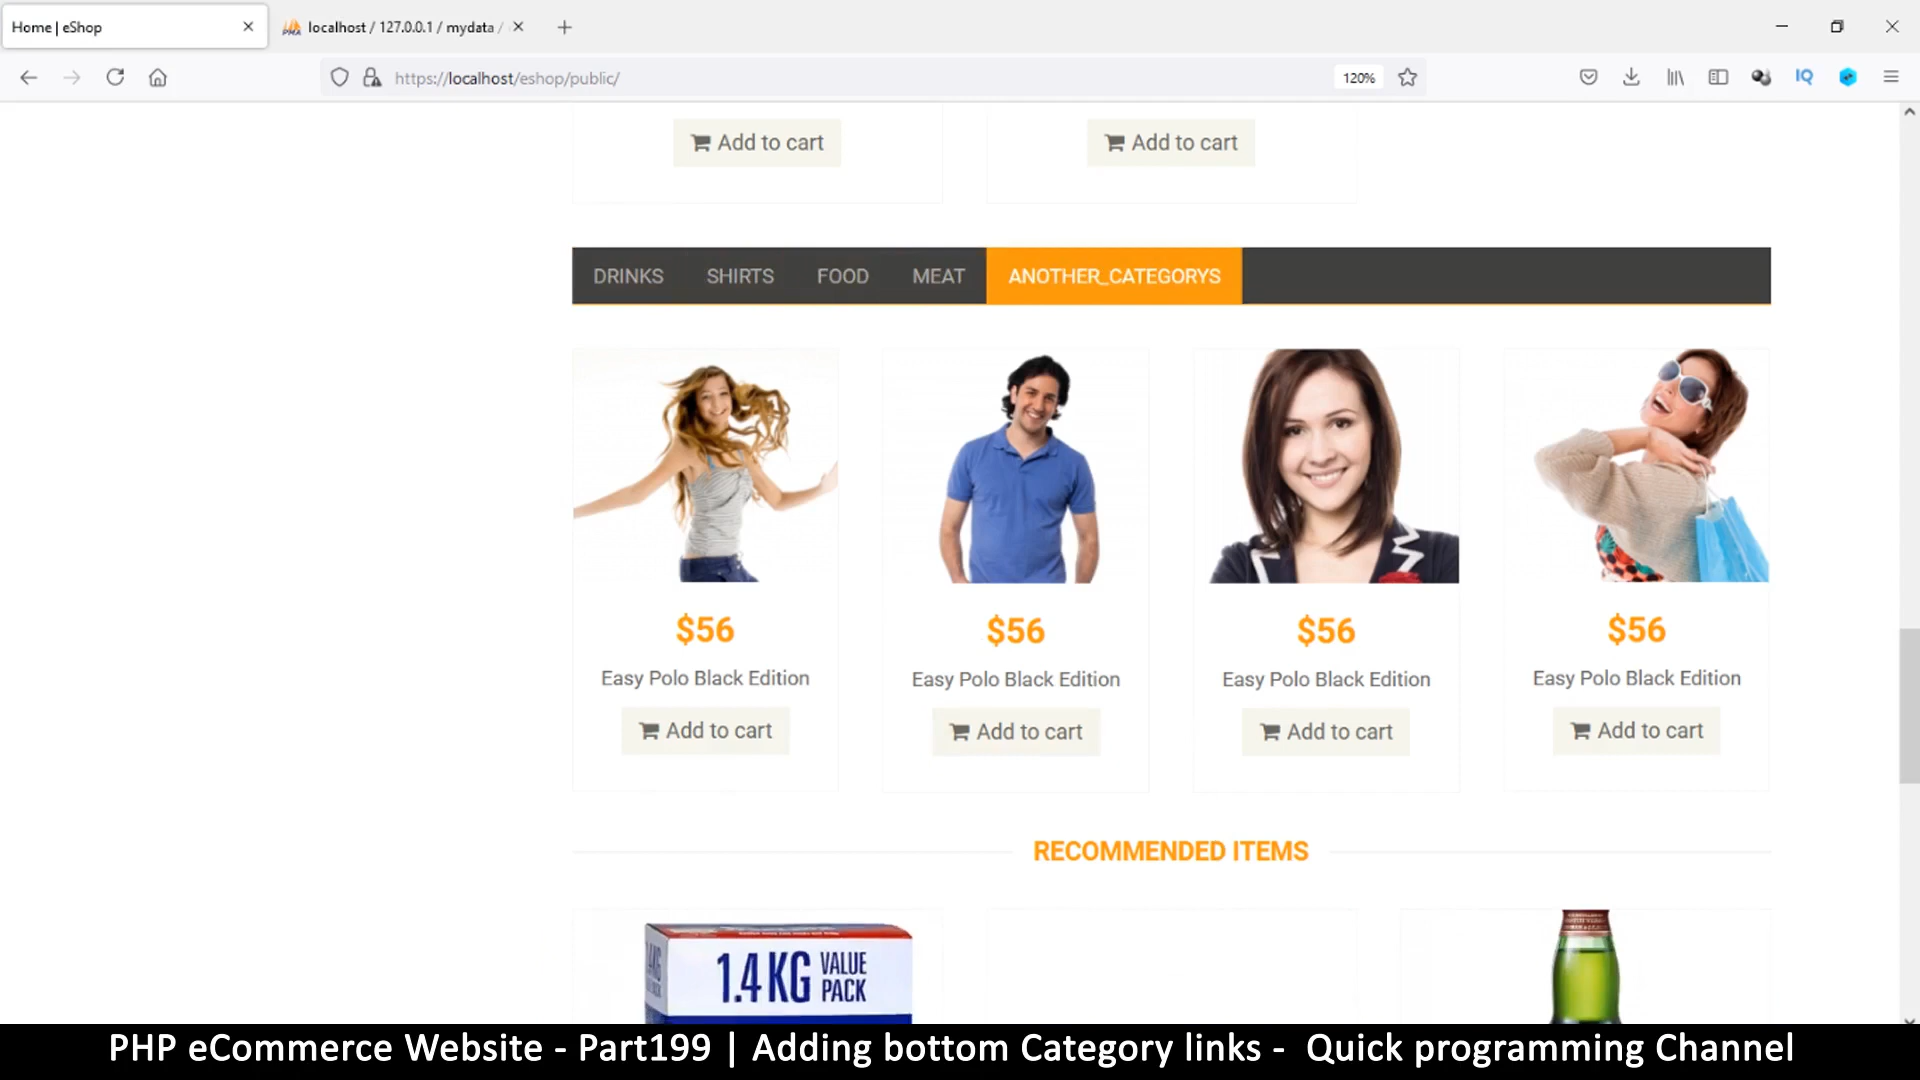 Home | eShop
localhost / 127.0.0.1 / mydata /
https://localhost/eshop/public/
120%
IQ
Add to cart
Add to cart
DRINKS SHIRTS FOOD MEAT ANOTHER_CATEGORYS
$56 $56 $56 $56
Easy Polo Black Edition Easy Polo Black Edition Easy Polo Black Edition Easy Polo Black Edition
Add to cart Add to cart Add to cart Add to cart
RECOMMENDED ITEMS
1.4KG VALUE PACK
PHP eCommerce Website - Part199 | Adding bottom Category links - Quick programming Channel